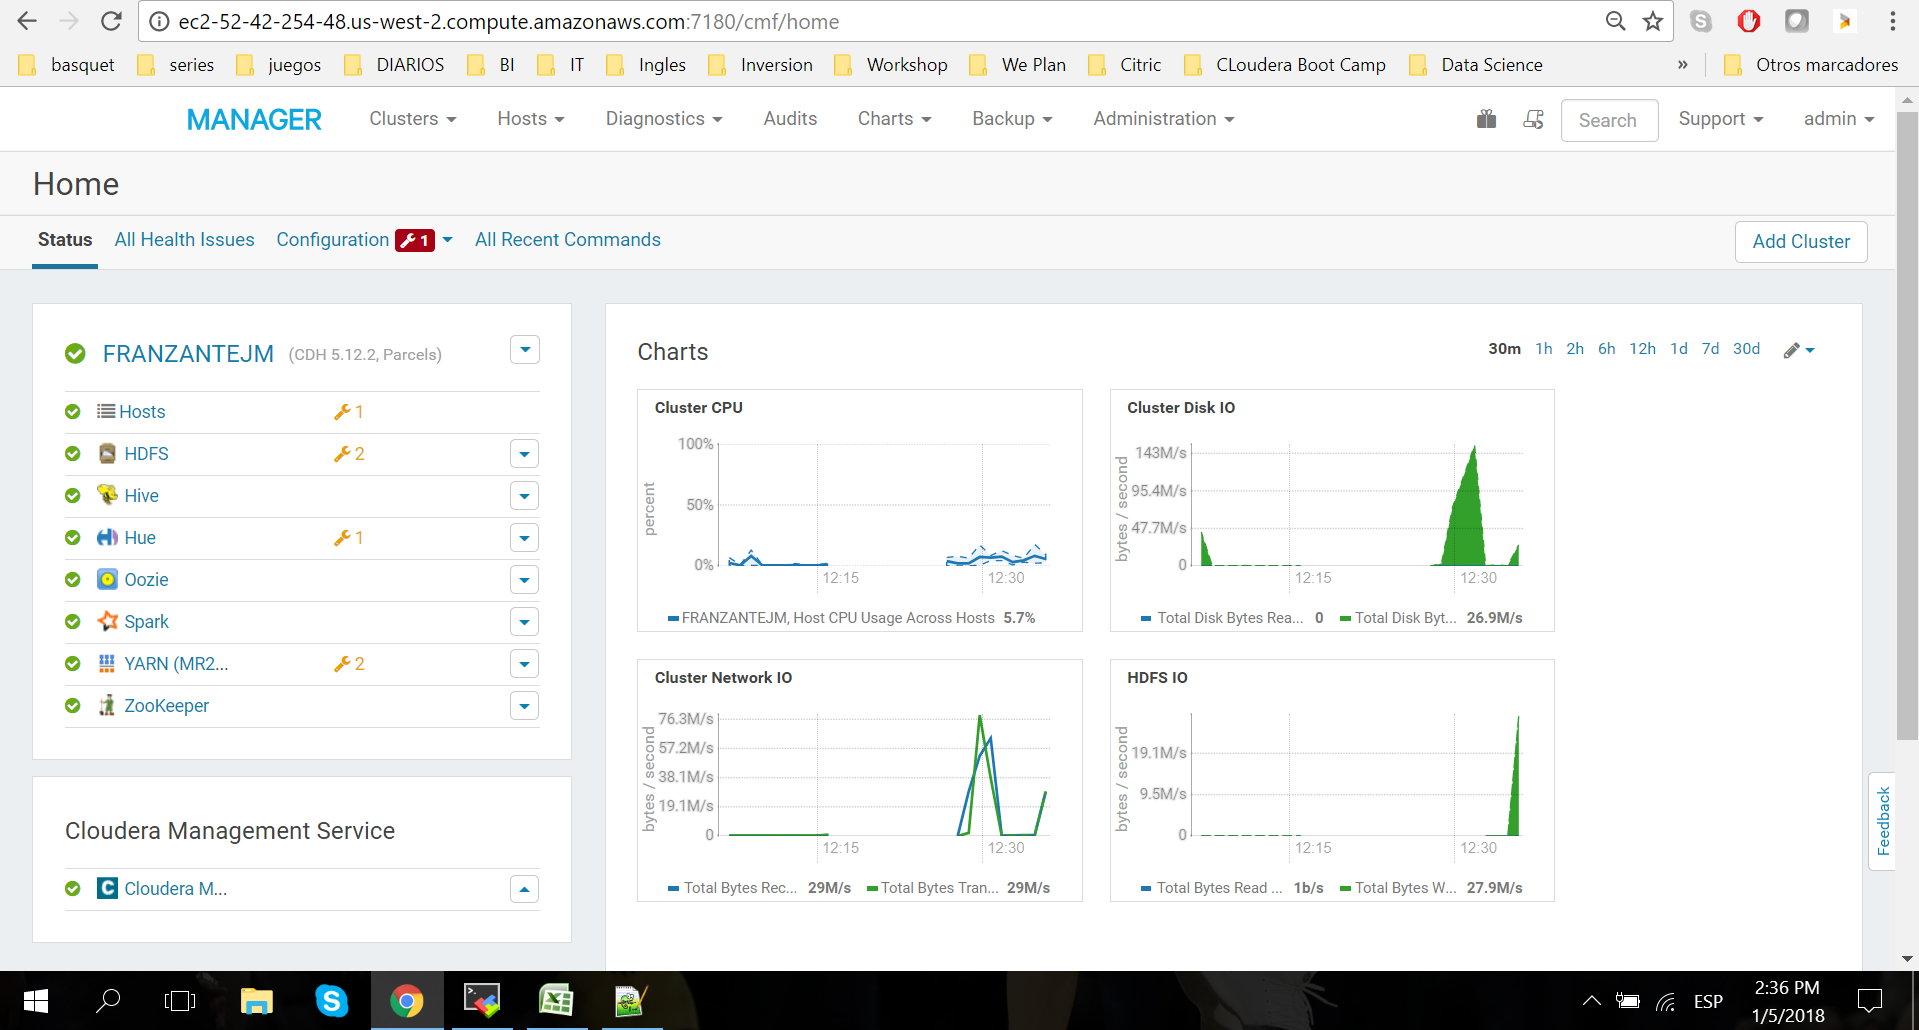 ec2-52-42-254-48.us-west-2.compute.amazonaws.com:7180/cmf/home
basquet series juegos DIARIOS BI IT Ingles Inversion Workshop We Plan Citric CLoudera Boot Camp Data Science » Otros marcadores
MANAGER Clusters Hosts Diagnostics Audits Charts Backup Administration Search Support admin
Home
Status All Health Issues Configuration 1 All Recent Commands Add Cluster
FRANZANTEJM (CDH 5.12.2, Parcels)
Hosts 1
HDFS 2
Hive
Hue 1
Oozie
Spark
YARN (MR2... 2
ZooKeeper
Cloudera Management Service
Cloudera M...
Charts 30m 1h 2h 6h 12h 1d 7d 30d
Cluster CPU
percent
100%
50%
0%
12:15 12:30
FRANZANTEJM, Host CPU Usage Across Hosts 5.7%
Cluster Disk IO
bytes / second
143M/s
95.4M/s
47.7M/s
0
12:15 12:30
Total Disk Bytes Rea... 0 Total Disk Byt... 26.9M/s
Cluster Network IO
bytes / second
76.3M/s
57.2M/s
38.1M/s
19.1M/s
0
12:15 12:30
Total Bytes Rec... 29M/s Total Bytes Tran... 29M/s
HDFS IO
bytes / second
19.1M/s
9.5M/s
0
12:15 12:30
Total Bytes Read ... 1b/s Total Bytes W... 27.9M/s
Feedback
ESP
2:36 PM
1/5/2018